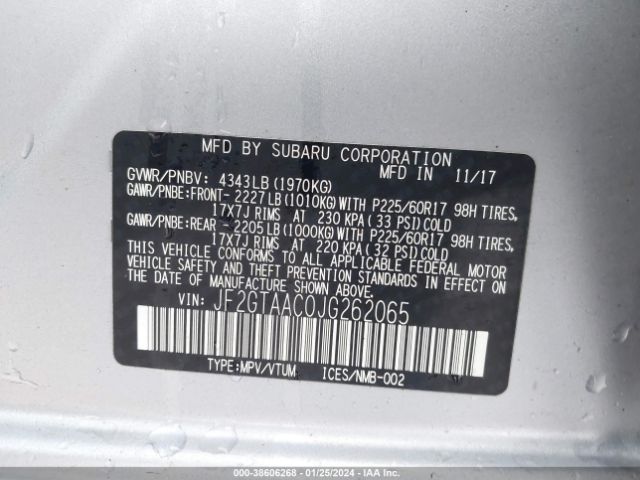 MFD BY SUBARU CORPORATION
MFD IN 11/17
GVWR/PNBV: 4343LB (1970KG)
GAWR/PNBE:FRONT- 2227LB(1010KG)WITH P225/60R17 98H TIRES,
17X7J RIMS AT 230 KPA(33 PSI)COLD
GAWR/PNBE:REAR - 2205LB(1000KG)WITH P225/60R17 98H TIRES,
17X7J RIMS AT 220 KPA(32 PSI)COLD
THIS VEHICLE CONFORMS TO ALL APPLICABLE FEDERAL MOTOR
VEHICLE SAFETY AND THEFT PREVENTION STANDARDS IN EFFECT ON
THE DATE OF MANUFACTURE SHOWN ABOVE.
VIN: JF2GTAAC0JG262065
TYPE:MPV/VTUM ICES/NMB-002
000-38606268 - 01/25/2024 - IAA Inc.